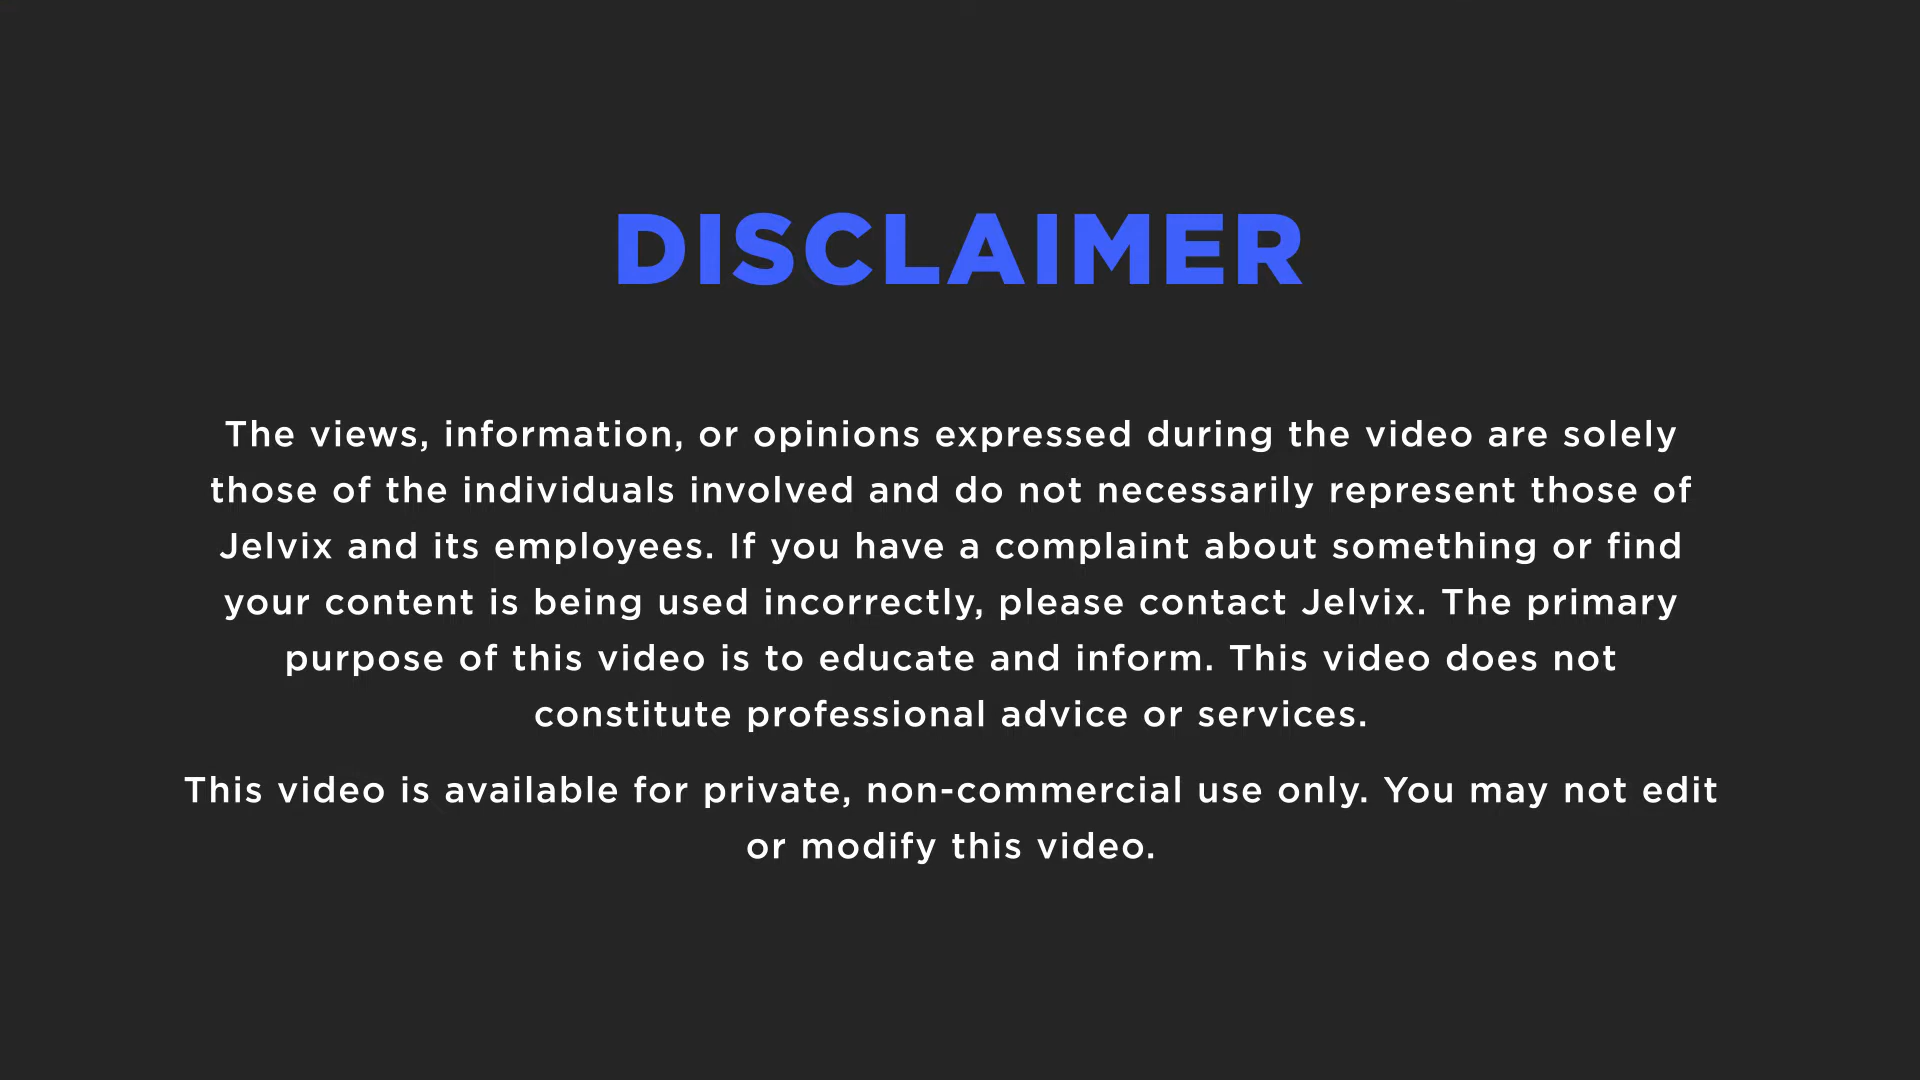 DISCLAIMER
The views, information, or opinions expressed during the video are solely
those of the individuals involved and do not necessarily represent those of
Jelvix and its employees. If you have a complaint about something or find
your content is being used incorrectly, please contact Jelvix. The primary
purpose of this video is to educate and inform. This video does not
constitute professional advice or services.
This video is available for private, non-commercial use only. You may not edit
or modify this video.